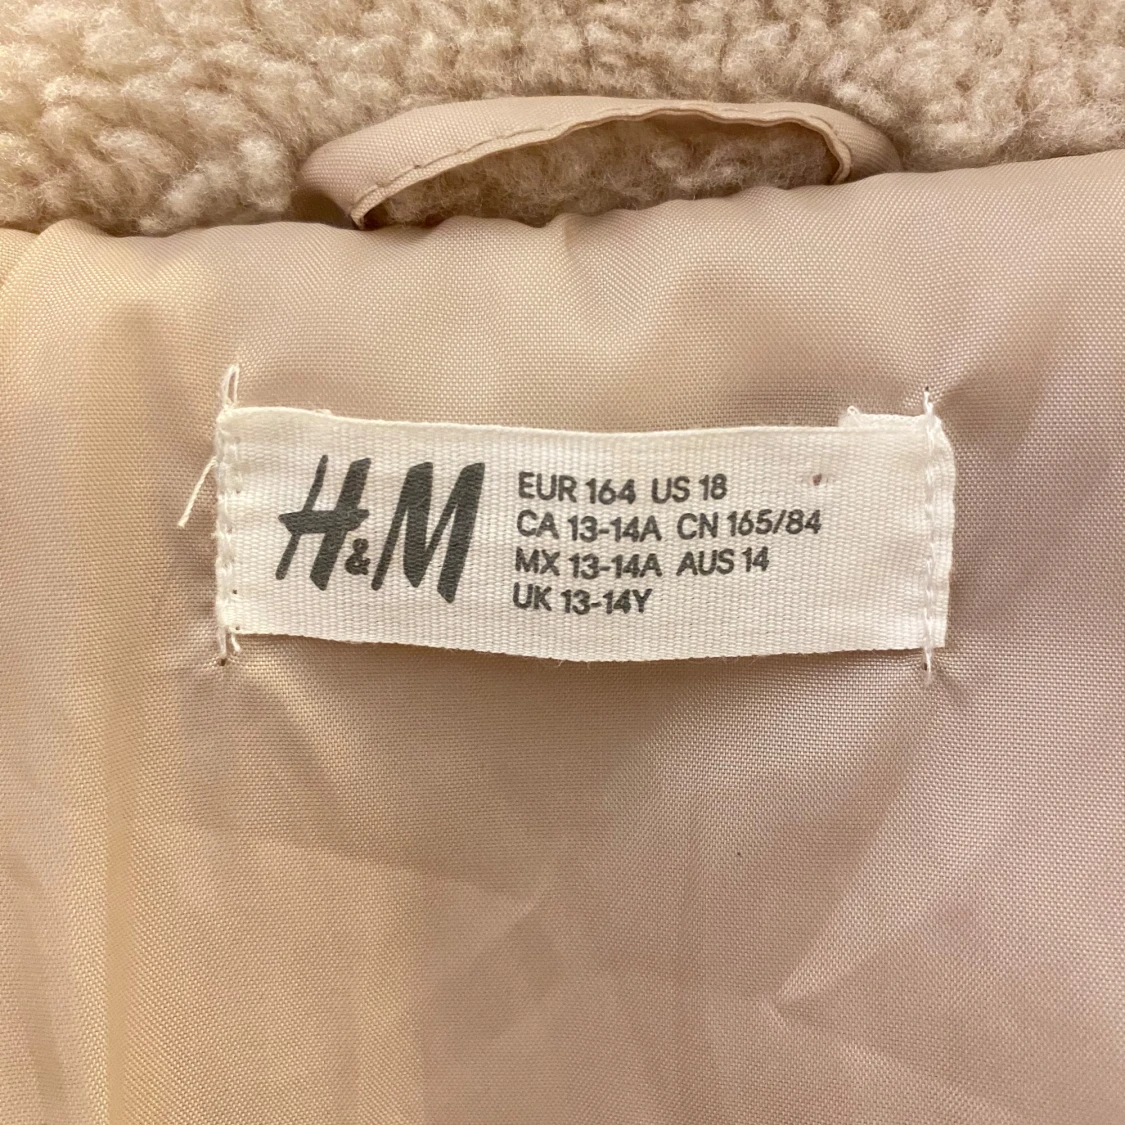 H&M
EUR 164 US 18
CA 13-14A CN 165/84
MX 13-14A AUS 14
UK 13-14Y